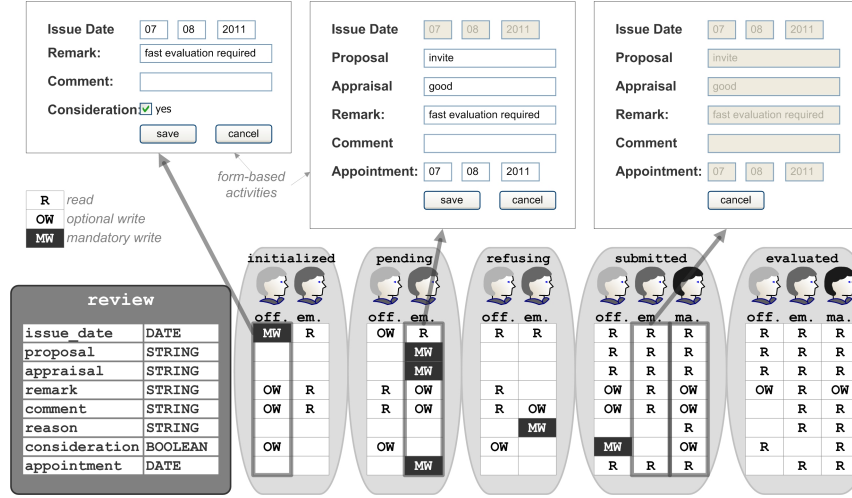 Issue Date 07 08 2011
Remark: fast evaluation required
Comment:
Consideration: yes
save cancel
Issue Date 07 08 2011
Proposal invite
Appraisal good
Remark: fast evaluation required
Comment
Appointment: 07 08 2011
save cancel
Issue Date 07 08 2011
Proposal invite
Appraisal good
Remark: fast evaluation required
Comment
Appointment: 07 08 2011
cancel
form-based
activities
R read
OW optional write
MW mandatory write
initialized pending refusing submitted evaluated
review
off. em. off. em. off. em. off. em. ma. off. em. ma.
issue_date DATE MW R OW R R R R R R R R R
proposal STRING MW R R R R R R
appraisal STRING MW R R R R R R
remark STRING OW R R OW R OW R OW OW R OW
comment STRING OW R R OW R OW OW R OW R R
reason STRING MW R R R
consideration BOOLEAN OW OW OW MW OW R R
appointment DATE MW R R R R R